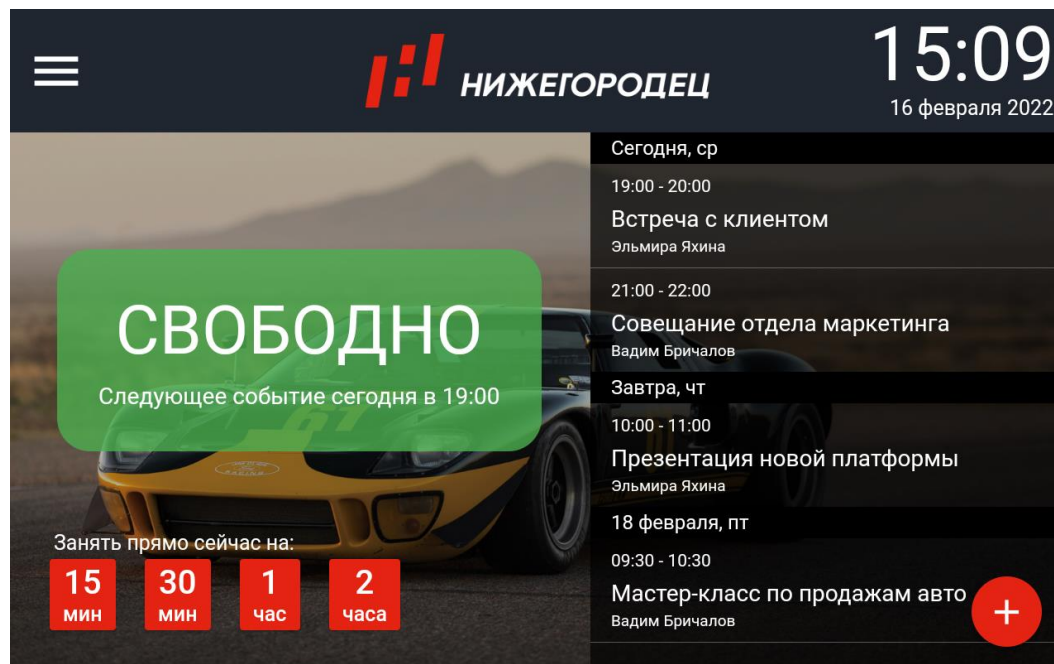 НИЖЕГОРОДЕЦ
15:09
16 февраля 2022
СВОБОДНО
Следующее событие сегодня в 19:00
Занять прямо сейчас на:
15 мин
30 мин
1 час
2 часа
Сегодня, ср
19:00 - 20:00
Встреча с клиентом
Эльмира Яхина
21:00 - 22:00
Совещание отдела маркетинга
Вадим Бричалов
Завтра, чт
10:00 - 11:00
Презентация новой платформы
Эльмира Яхина
18 февраля, пт
09:30 - 10:30
Мастер-класс по продажам авто
Вадим Бричалов
+
61